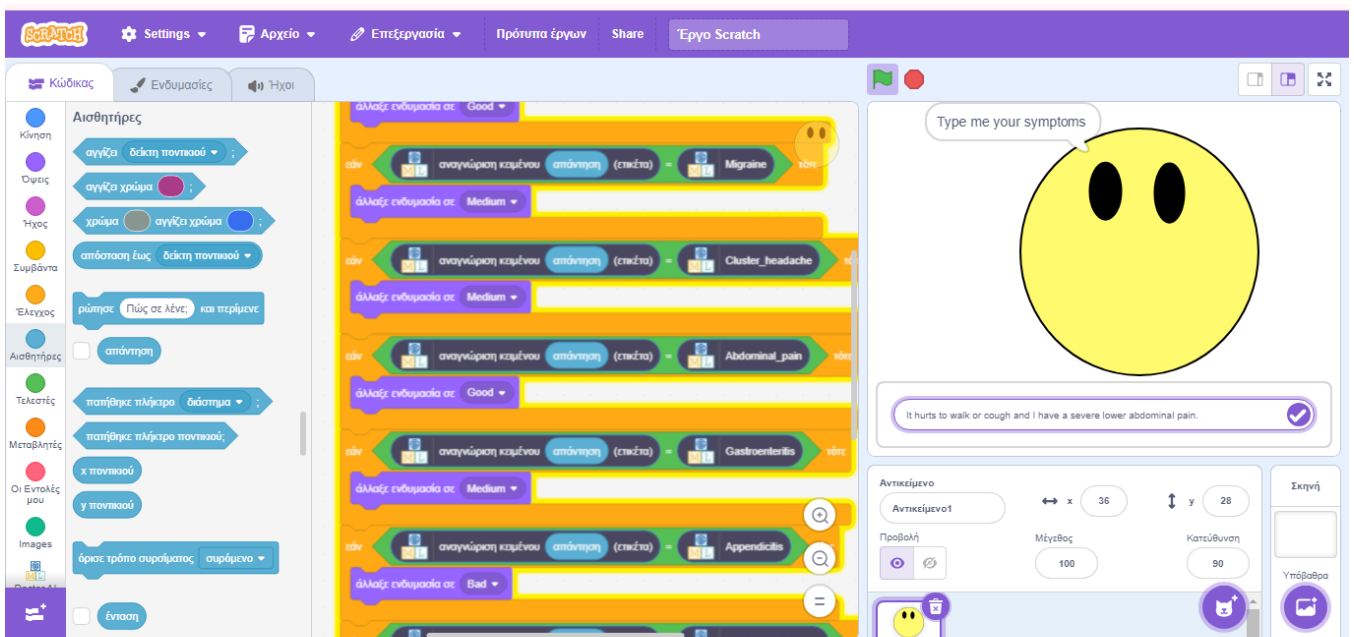 SCRATCH Settings Αρχείο Επεξεργασία Πρότυπα έργων Share Έργο Scratch
Κώδικας Ενδυμασίες Ήχοι
Κίνηση
Όψεις
Ήχος
Συμβάντα
Έλεγχος
Αισθητήρες
Τελεστές
Μεταβλητές
Οι Εντολές μου
Images
Αισθητήρες
αγγίζει δείκτη ποντικιού ;
αγγίζει χρώμα ;
χρώμα αγγίζει χρώμα ;
απόσταση έως δείκτη ποντικιού
ρώτησε Πώς σε λένε; και περίμενε
απάντηση
πατήθηκε πλήκτρο διάστημα ;
πατήθηκε πλήκτρο ποντικιού;
x ποντικιού
y ποντικιού
όρισε τρόπο συρσίματος συρόμενο
ένταση
άλλαξε ενδυμασία σε Good
εάν αναγνώριση κειμένου απάντηση (ετικέτα) = Migraine τότε
άλλαξε ενδυμασία σε Medium
εάν αναγνώριση κειμένου απάντηση (ετικέτα) = Cluster_headache
άλλαξε ενδυμασία σε Medium
εάν αναγνώριση κειμένου απάντηση (ετικέτα) = Abdominal_pain τότε
άλλαξε ενδυμασία σε Good
εάν αναγνώριση κειμένου απάντηση (ετικέτα) = Gastroenteritis τότε
άλλαξε ενδυμασία σε Medium
εάν αναγνώριση κειμένου απάντηση (ετικέτα) = Appendicitis
άλλαξε ενδυμασία σε Bad
Type me your symptoms
It hurts to walk or cough and I have a severe lower abdominal pain.
Αντικείμενο
Αντικείμενο1 x 36 y 28
Προβολή Μέγεθος Κατεύθυνση
100 90
Σκηνή
Υπόβαθρα